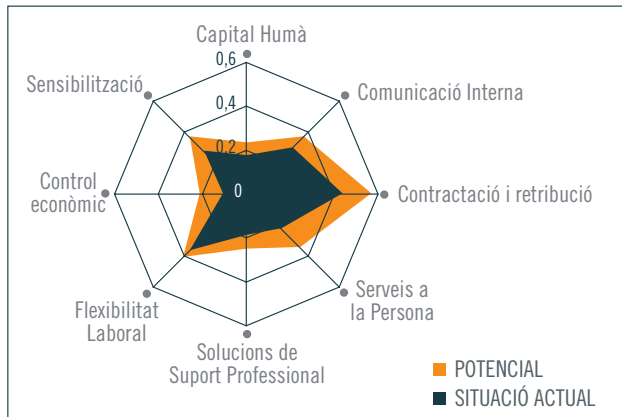 Capital Humà
0,6
Sensibilització
Comunicació Interna
0,4
0,2
Control
econòmic
0
Contractació i retribució
Flexibilitat
Laboral
Serveis a
la Persona
Solucions de
Suport Professional
POTENCIAL
SITUACIÓ ACTUAL